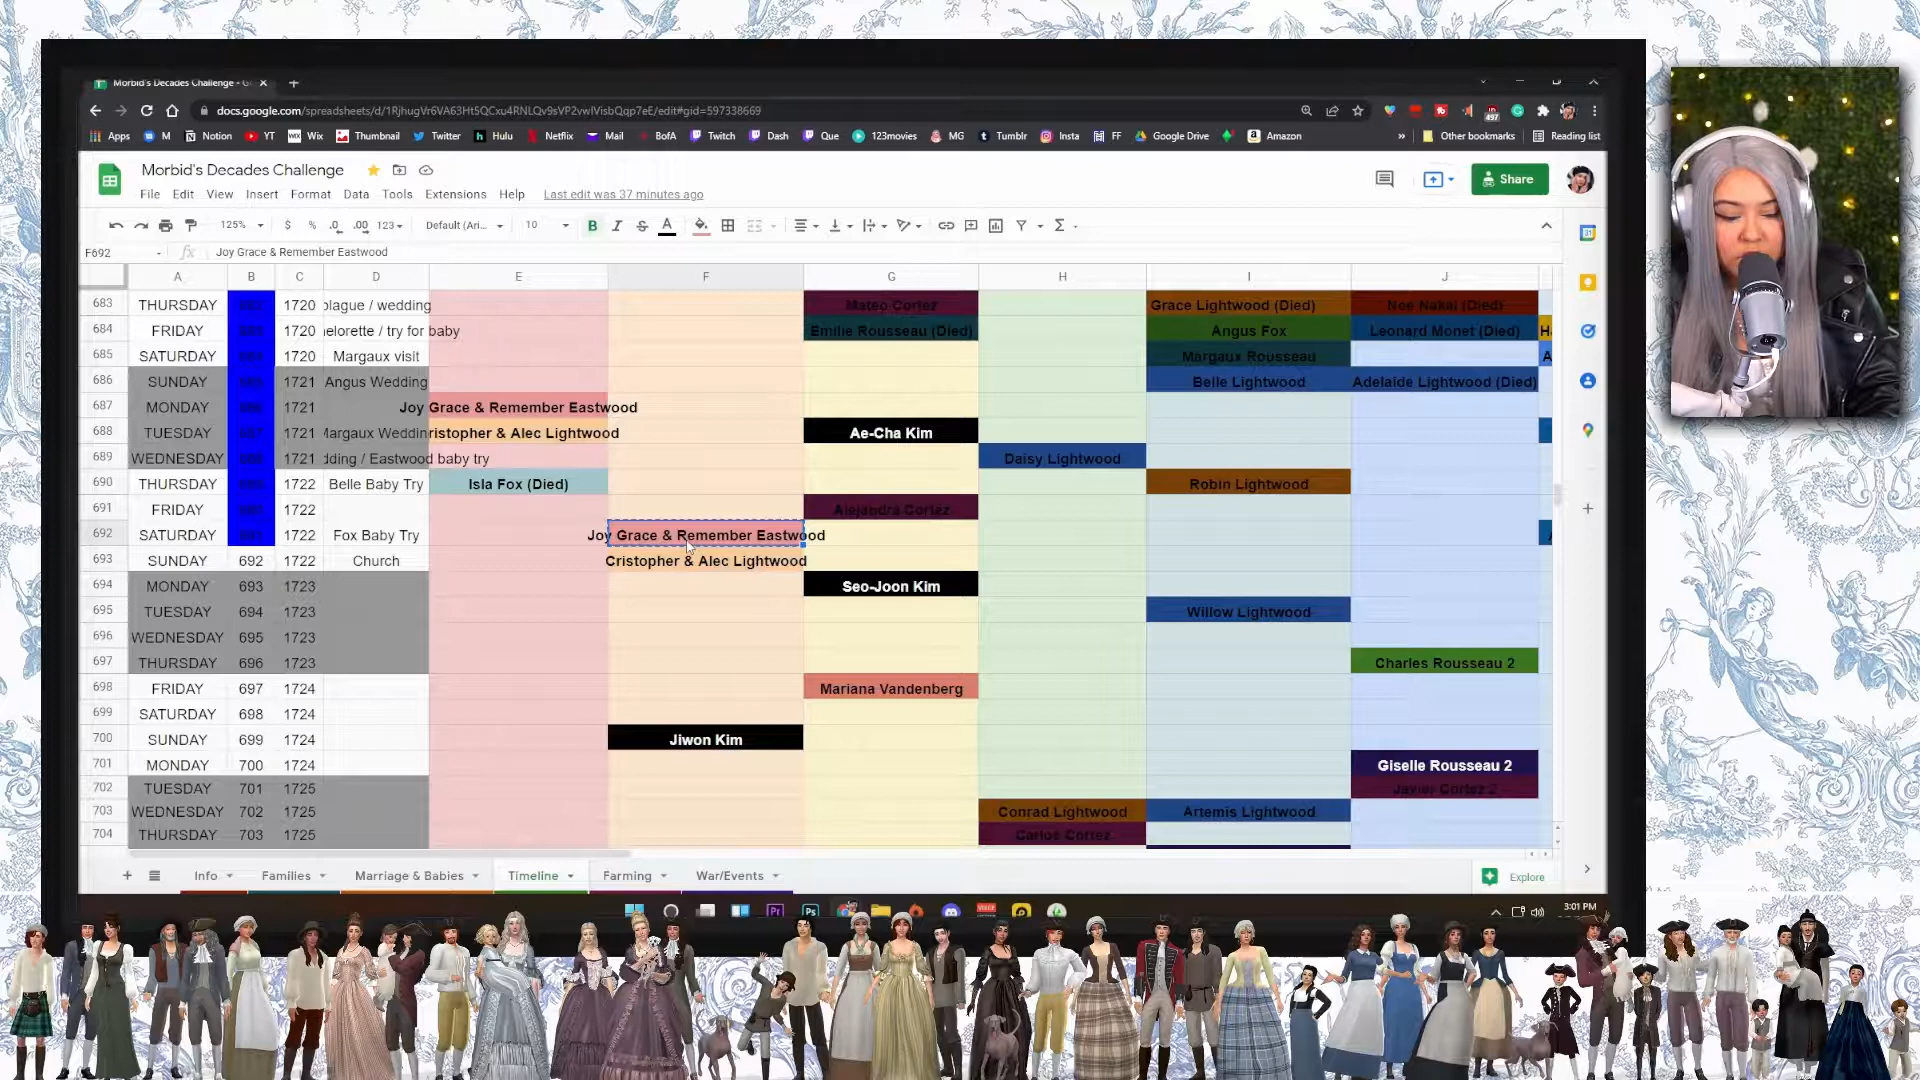 Morbid's Decades Challenge - G
docs.google.com/spreadsheets/d/1RjhugVr6VA63Ht5QCxu4RNLQv9sVP2vwlVisbQqp7eE/edit#gid=597338669
Apps M Notion YT Wix Thumbnail Twitter Hulu Netflix Mail BofA Twitch Dash Que 123movies MG Tumblr Insta FF Google Drive Amazon » Other bookmarks Reading list
Morbid's Decades Challenge
Share
File Edit View Insert Format Data Tools Extensions Help Last edit was 37 minutes ago
125% $ % .0 .00 123 Default (Ari... 10 B I S A
F692 fx Joy Grace & Remember Eastwood
A B C D E F G H I J
683 THURSDAY 1720 plague / wedding Mateo Cortez Grace Lightwood (Died) Noe Nakai (Died)
684 FRIDAY 1720 helorette / try for baby Emilie Rousseau (Died) Angus Fox Leonard Monet (Died) H
685 SATURDAY 1720 Margaux visit Margaux Rousseau A
686 SUNDAY 1721 Angus Wedding Belle Lightwood Adelaide Lightwood (Died)
687 MONDAY 1721 Joy Grace & Remember Eastwood
688 TUESDAY 1721 Margaux Weddin ristopher & Alec Lightwood Ae-Cha Kim
689 WEDNESDAY 1721 dding / Eastwood baby try Daisy Lightwood
690 THURSDAY 1722 Belle Baby Try Isla Fox (Died) Robin Lightwood
691 FRIDAY 1722 Alejandra Cortez
692 SATURDAY 1722 Fox Baby Try Joy Grace & Remember Eastwood
693 SUNDAY 692 1722 Church Cristopher & Alec Lightwood
694 MONDAY 693 1723 Seo-Joon Kim
695 TUESDAY 694 1723 Willow Lightwood
696 WEDNESDAY 695 1723
697 THURSDAY 696 1723 Charles Rousseau 2
698 FRIDAY 697 1724 Mariana Vandenberg
699 SATURDAY 698 1724
700 SUNDAY 699 1724 Jiwon Kim
701 MONDAY 700 1724 Giselle Rousseau 2
702 TUESDAY 701 1725 Javier Cortez 2
703 WEDNESDAY 702 1725 Conrad Lightwood Artemis Lightwood
704 THURSDAY 703 1725 Carlos Cortez
Info Families Marriage & Babies Timeline Farming War/Events Explore
3:01 PM